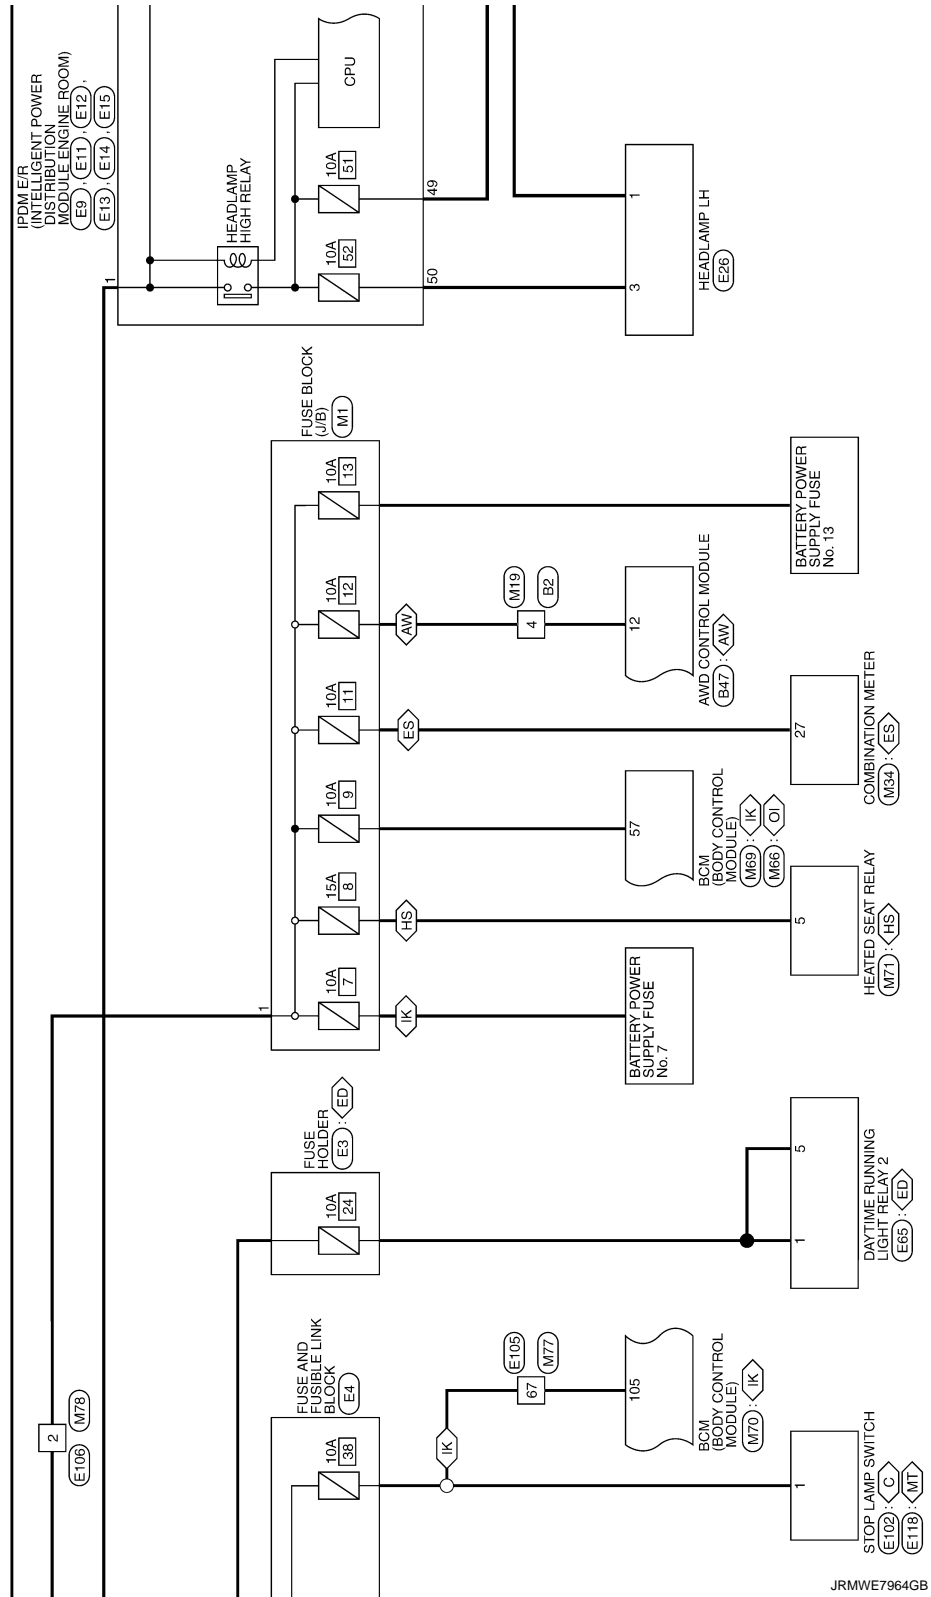 IPDM E/R
(INTELLIGENT POWER
DISTRIBUTION
MODULE ENGINE ROOM)
E9 , E11 , E12 ,
E13 , E14 , E15
CPU
HEADLAMP
HIGH RELAY
10A
51
10A
52
1
49
50
1
3
HEADLAMP LH
E26
FUSE BLOCK
(J/B)
M1
10A
13
10A
12
10A
11
10A
9
15A
8
10A
7
1
BATTERY POWER
SUPPLY FUSE
No. 13
AW
M19
4
B2
12
AWD CONTROL MODULE
B47 : AW
ES
27
COMBINATION METER
M34 : ES
57
BCM
(BODY CONTROL
MODULE)
M69 : IK
M66 : OI
HS
5
HEATED SEAT RELAY
M71 : HS
IK
BATTERY POWER
SUPPLY FUSE
No. 7
FUSE
HOLDER
E3 : ED
10A
24
5
1
DAYTIME RUNNING
LIGHT RELAY 2
E65 : ED
2
M78
E106
FUSE AND
FUSIBLE LINK
BLOCK
E4
10A
38
IK
E105
67
M77
105
BCM
(BODY CONTROL
MODULE)
M70 : IK
1
STOP LAMP SWITCH
E102 : C
E118 : MT
JRMWE7964GB